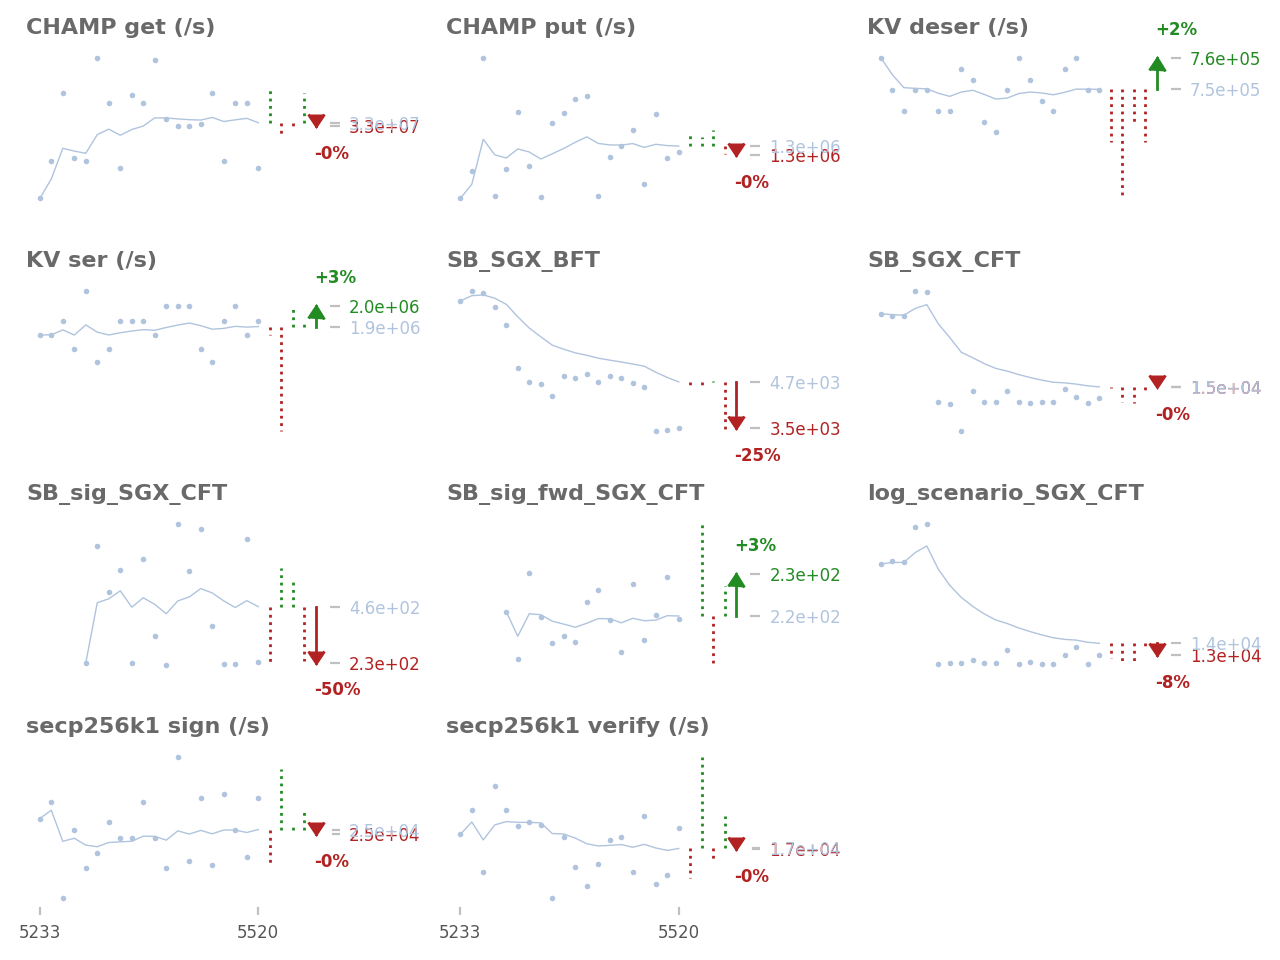 CHAMP get (/s)
3.3e+07
-0%
CHAMP put (/s)
1.3e+06
1.3e+06
-0%
KV deser (/s)
+2%
7.6e+05
7.5e+05
KV ser (/s)
+3%
2.0e+06
1.9e+06
SB_SGX_BFT
4.7e+03
3.5e+03
-25%
SB_SGX_CFT
1.5e+04
-0%
SB_sig_SGX_CFT
4.6e+02
2.3e+02
-50%
SB_sig_fwd_SGX_CFT
+3%
2.3e+02
2.2e+02
log_scenario_SGX_CFT
1.4e+04
1.3e+04
-8%
secp256k1 sign (/s)
2.5e+04
2.5e+04
-0%
secp256k1 verify (/s)
1.7e+04
-0%
5233
5520
5233
5520